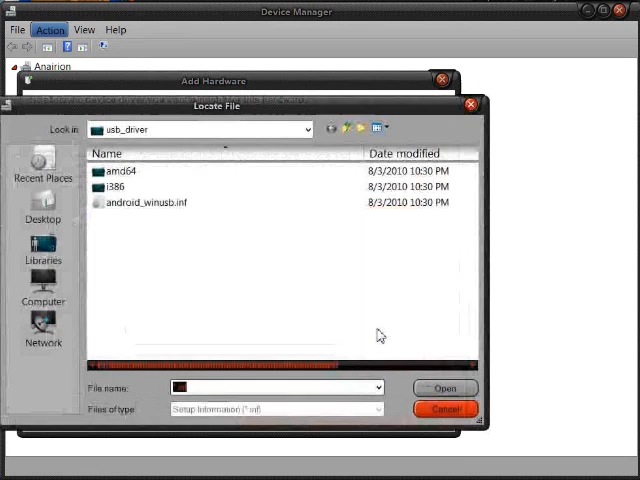 Device Manager
File Action View Help
Anairion
Add Hardware
Locate File
Look in: usb_driver
Name Date modified
amd64 8/3/2010 10:30 PM
i386 8/3/2010 10:30 PM
android_winusb.inf 8/3/2010 10:30 PM
Recent Places
Desktop
Libraries
Computer
Network
File name: Open
Files of type: Setup Information (*.inf) Cancel